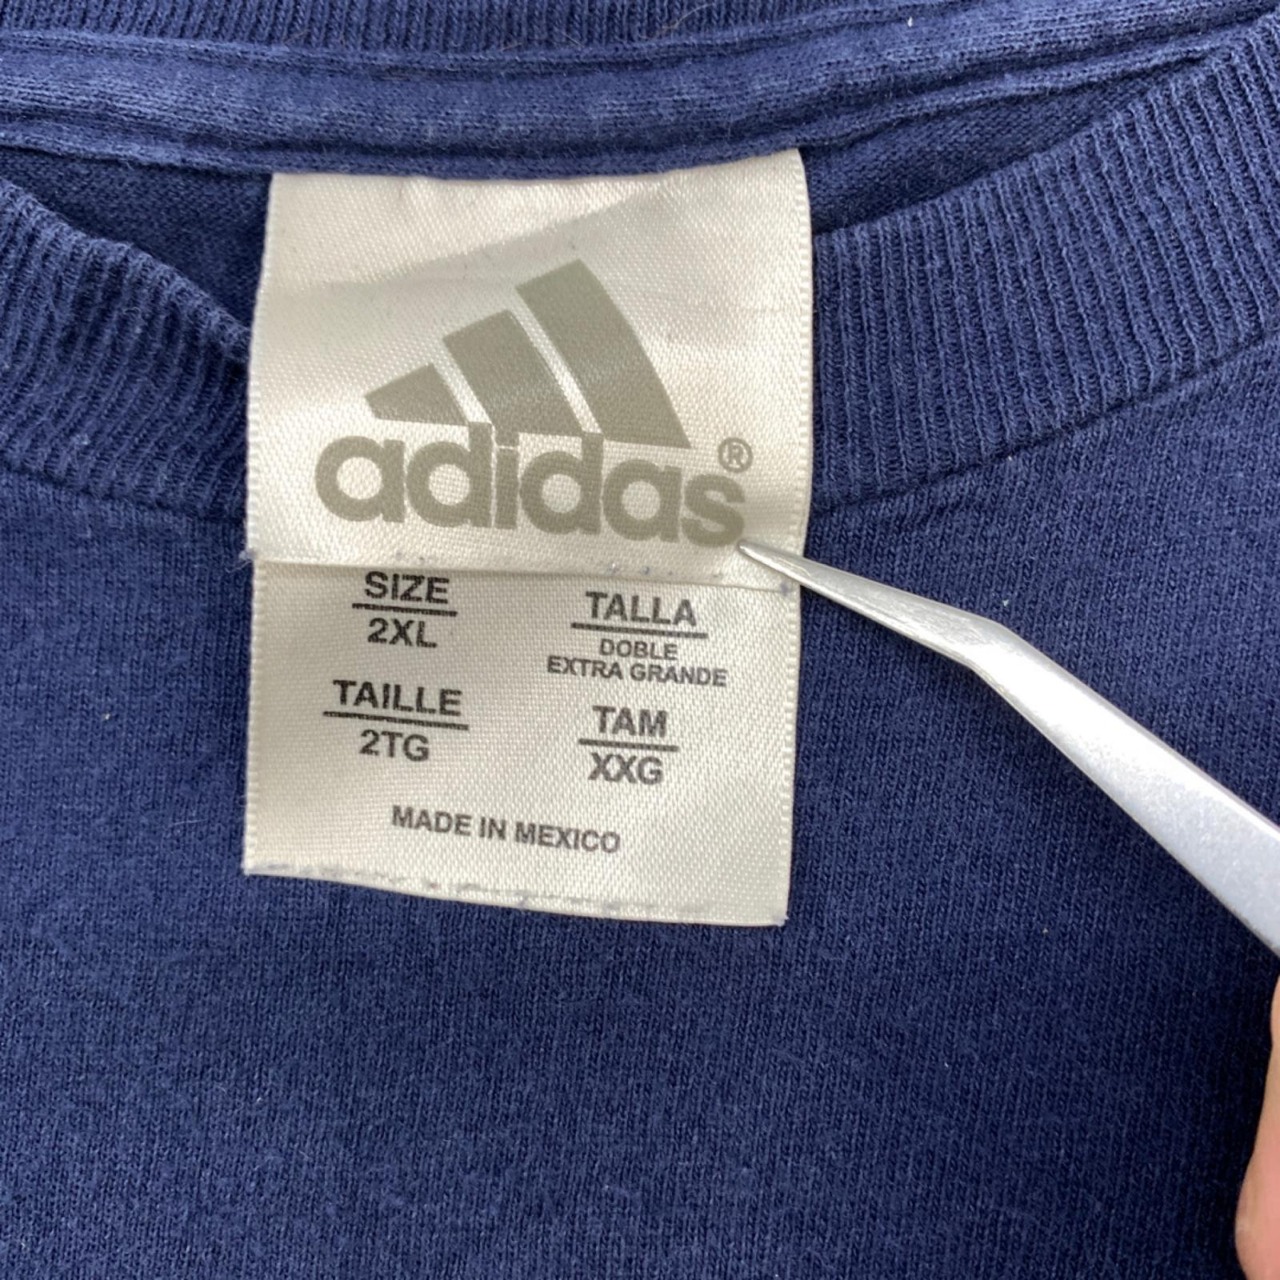 adidas®
SIZE
2XL
TALLA
DOBLE
EXTRA GRANDE
TAILLE
2TG
TAM
XXG
MADE IN MEXICO